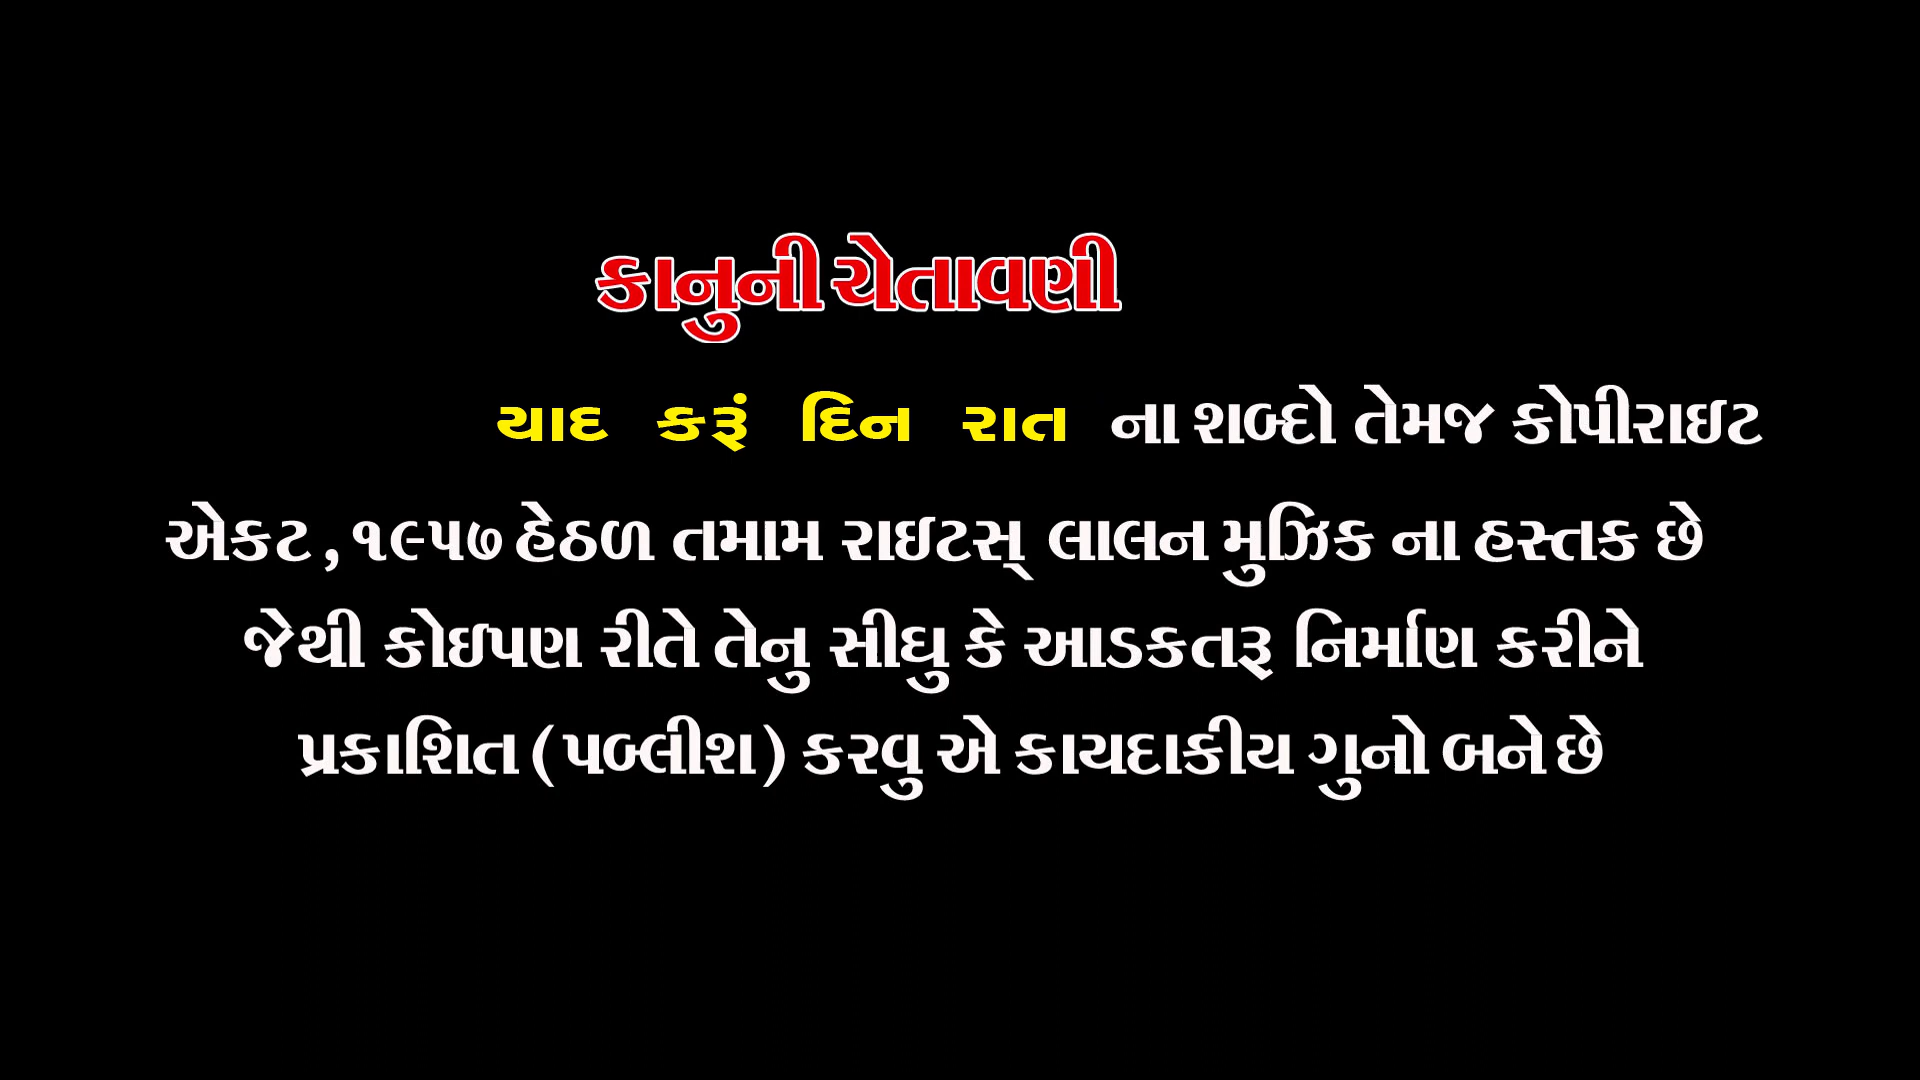 કાનુની ચેતાવણી
યાદ કરૂં દિન રાત ના શબ્દો તેમજ કોપીરાઇટ
એકટ , ૧૯૫૭ હેઠળ તમામ રાઇટસ્ લાલન મુઝિક ના હસ્તક છે
જેથી કોઇપણ રીતે તેનુ સીઘુ કે આડકતરૂ નિર્માણ કરીને
પ્રકાશિત ( પબ્લીશ ) કરવુ એ કાયદાકીય ગુનો બને છે